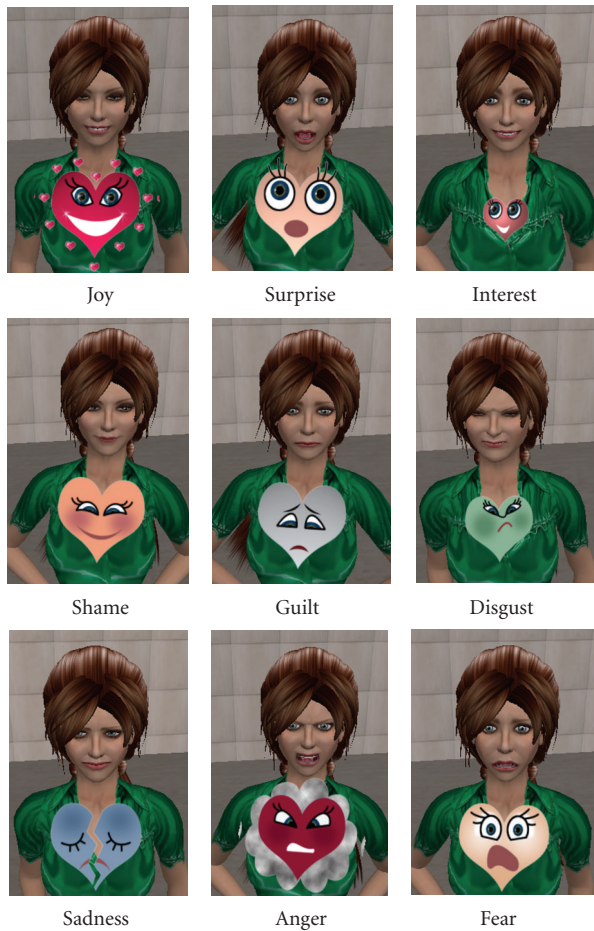 Joy
Surprise
Interest
Shame
Guilt
Disgust
Sadness
Anger
Fear